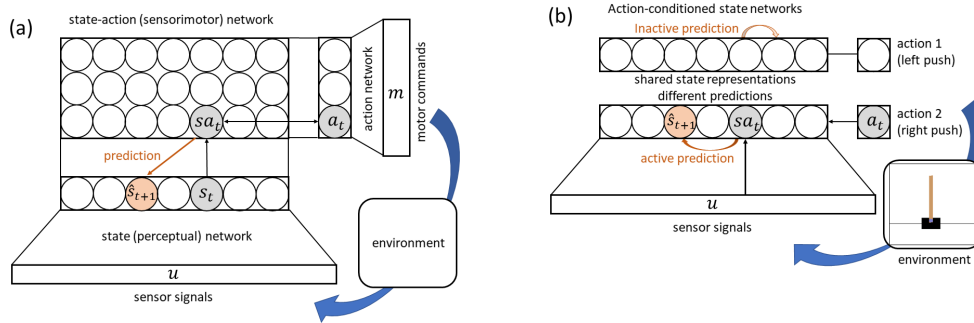 (a)
state-action (sensorimotor) network
sa_t
a_t
action network
m
motor commands
prediction
ŝ_{t+1}
s_t
state (perceptual) network
environment
u
sensor signals
(b)
Action-conditioned state networks
Inactive prediction
action 1
(left push)
shared state representations
different predictions
ŝ_{t+1}
sa_t
a_t
action 2
(right push)
active prediction
u
sensor signals
environment